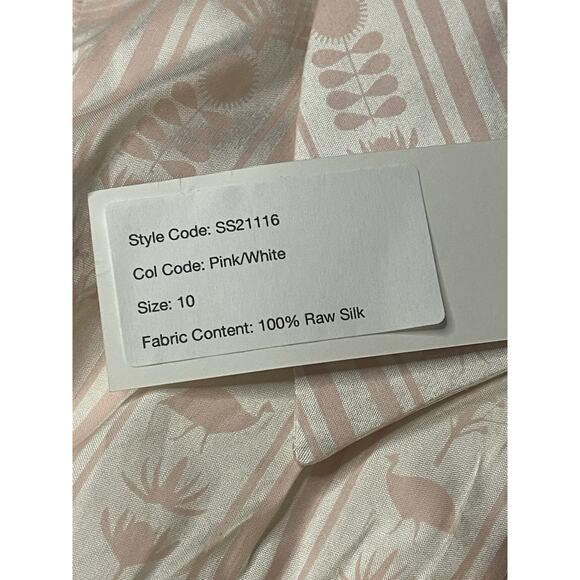 Style Code: SS21116
Col Code: Pink/White
Size: 10
Fabric Content: 100% Raw Silk